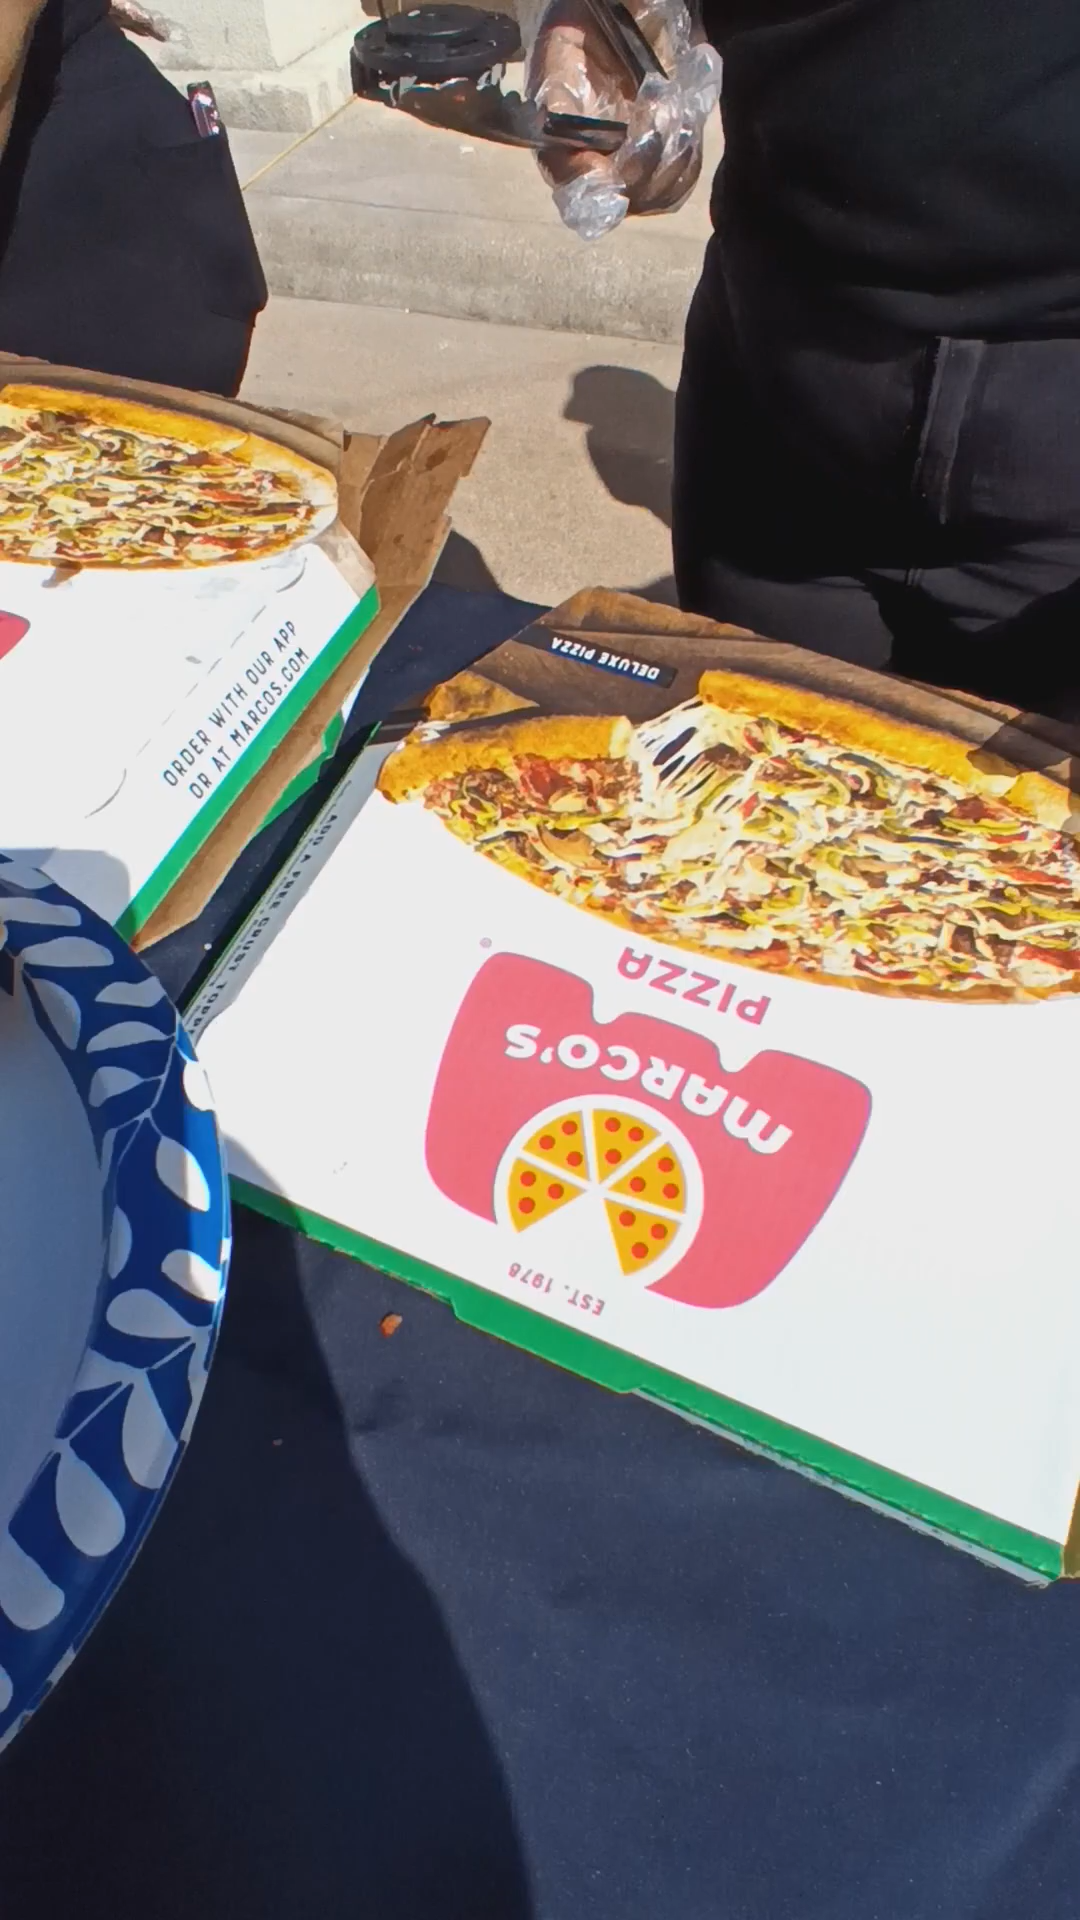 ORDER WITH OUR APP
OR AT MARCOS.COM
DELUXE PIZZA
EST. 1978
MARCO'S
PIZZA
®